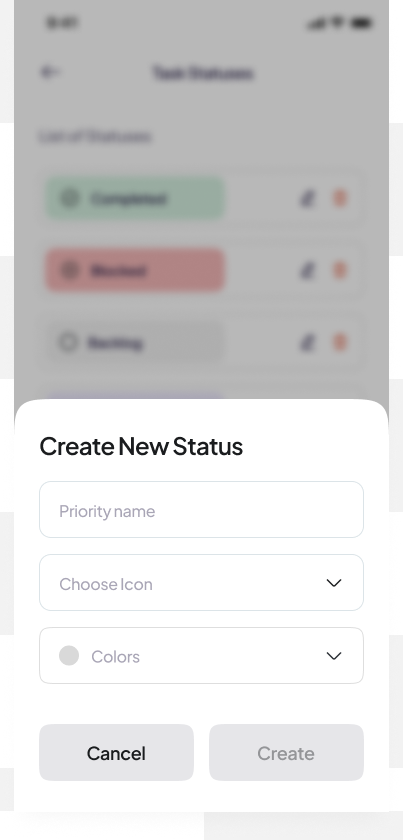 9:41
Task Statuses
List of Statuses
Completed
Blocked
Backlog
Create New Status
Priority name
Choose Icon
Colors
Cancel
Create